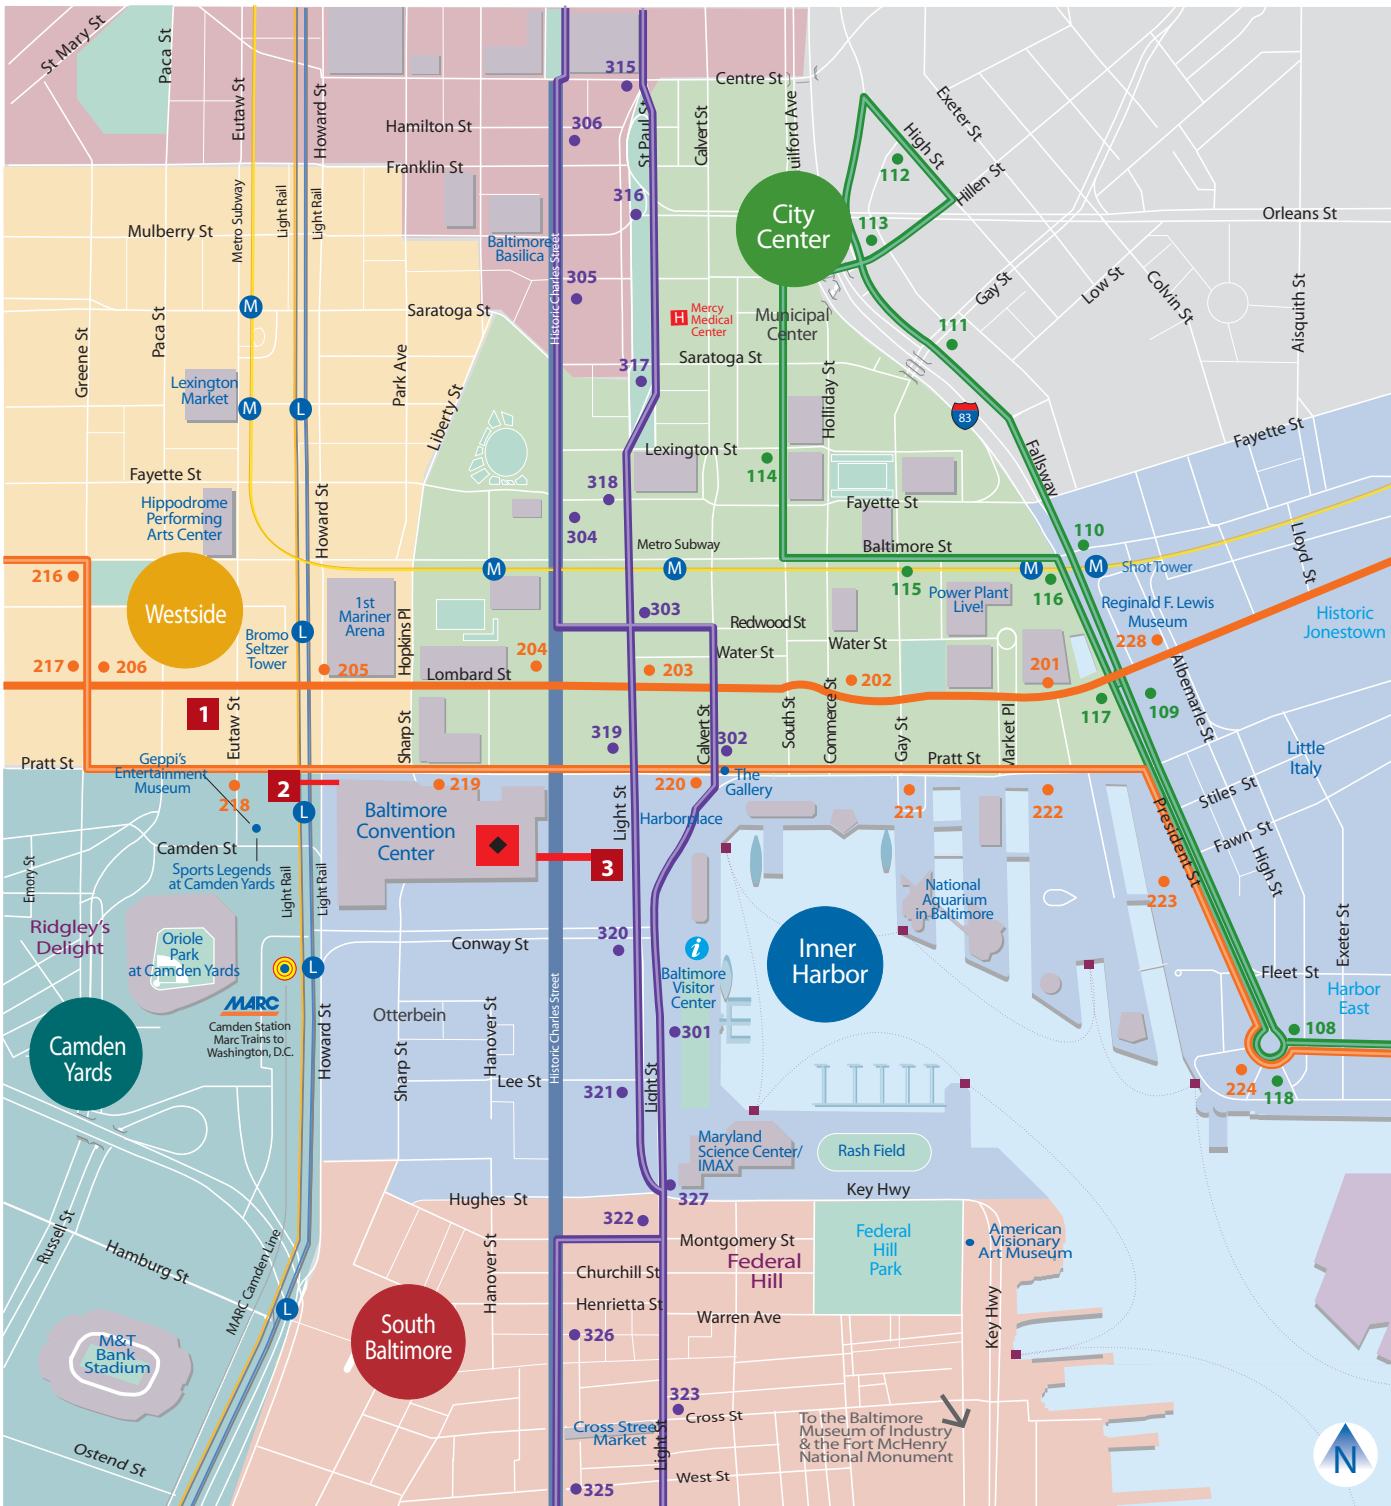 St Mary St
Paca St
Eutaw St
Howard St
Hamilton St
Franklin St
315
306
St Paul St
Calvert St
Centre St
uilford Ave
Exeter St
High St
112
Hillen St
Orleans St
113
City
Center
316
Mulberry St
Metro Subway
Light Rail
Light Rail
Baltimore
Basilica
Historic Charles Street
305
Saratoga St
M
H
Mercy
Medical
Center
Municipal
Center
Gay St
Low St
Colvin St
Aisquith St
111
Greene St
Paca St
Park Ave
Liberty St
317
Saratoga St
Holliday St
83
Lexington
Market
M
L
Lexington St
114
Fallsway
Fayette St
Fayette St
Hippodrome
Performing
Arts Center
Howard St
318
304
Fayette St
Metro Subway
Baltimore St
110
Lloyd St
M
M
M
M
Shot Tower
216
Westside
1st
Mariner
Arena
Hopkins Pl
303
Redwood St
115
Power Plant
Live!
116
Reginald F. Lewis
Museum
228
Historic
Jonestown
Bromo
Seltzer
Tower
L
217
206
205
204
Lombard St
203
Water St
Water St
202
201
117
109
Albemarle St
1
Eutaw St
Sharp St
319
Calvert St
302
South St
Commerce St
Gay St
Market Pl
Pratt St
Pratt St
Little
Italy
Geppi's
Entertainment
Museum
218
2
L
219
220
The
Gallery
221
222
Stiles St
Fawn St
High St
President St
Baltimore
Convention
Center
Light St
Harborplace
3
Camden St
Sports Legends
at Camden Yards
Emory St
Light Rail
Light Rail
National
Aquarium
in Baltimore
223
Exeter St
Ridgley's
Delight
Oriole
Park
at Camden Yards
L
Conway St
320
i
Baltimore
Visitor
Center
Inner
Harbor
Fleet St
Harbor
East
MARC
Camden Station
Marc Trains to
Washington, D.C.
Howard St
Otterbein
Hanover St
Sharp St
Historic Charles Street
301
108
Camden
Yards
Lee St
321
Light St
224
118
Maryland
Science Center/
IMAX
Rash Field
Hughes St
327
322
Key Hwy
Russell St
Hamburg St
MARC Camden Line
Hanover St
Montgomery St
Federal
Hill
Federal
Hill
Park
American
Visionary
Art Museum
Churchill St
Henrietta St
Warren Ave
Key Hwy
L
South
Baltimore
326
M&T
Bank
Stadium
323
Cross St
Cross Street
Market
Light St
To the Baltimore
Museum of Industry
& the Fort McHenry
National Monument
Ostend St
West St
325
N